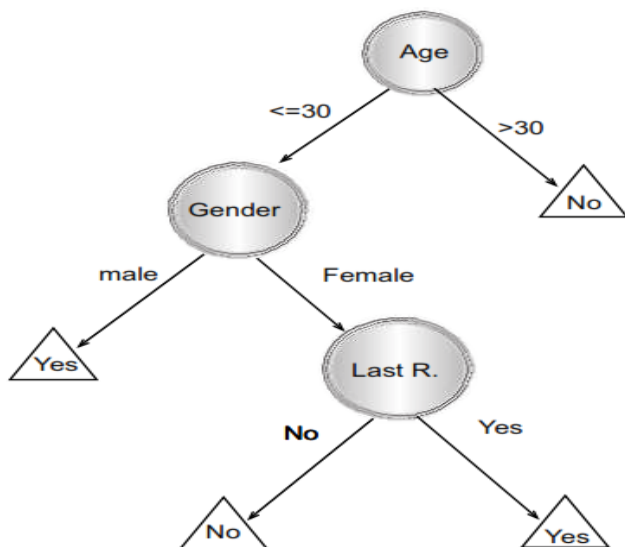 Age
<=30
>30
Gender
No
male
Female
Yes
Last R.
No
Yes
No
Yes